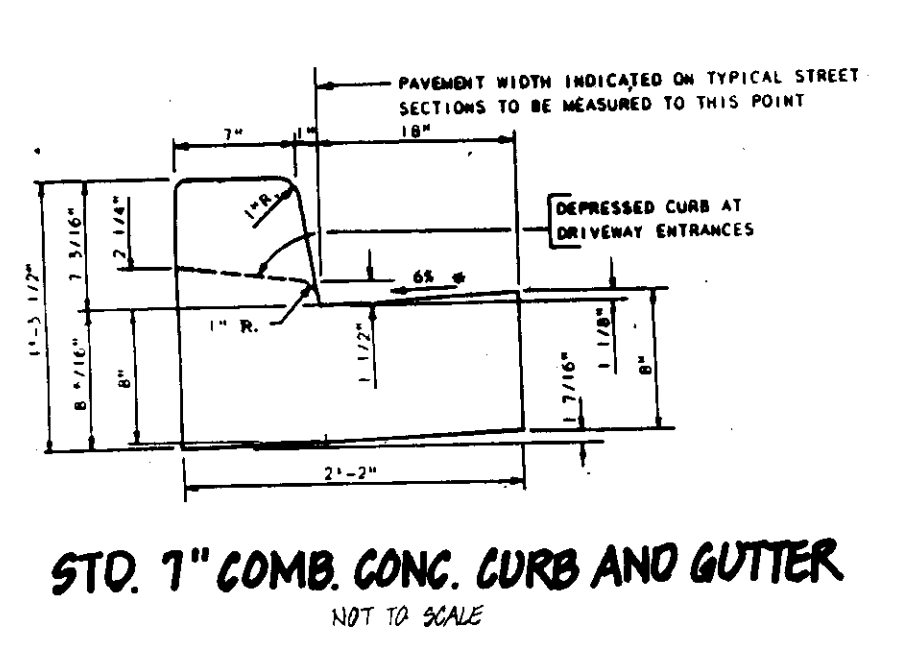 PAVEMENT WIDTH INDICATED ON TYPICAL STREET
SECTIONS TO BE MEASURED TO THIS POINT
7"
1"
18"
1"R.
DEPRESSED CURB AT
DRIVEWAY ENTRANCES
2 1/4"
7 3/16"
1'-3 1/2"
6% *
1" R.
1 1/2"
1 1/8"
8"
8"
1 7/16"
2'-2"
STD. 7" COMB. CONC. CURB AND GUTTER
NOT TO SCALE